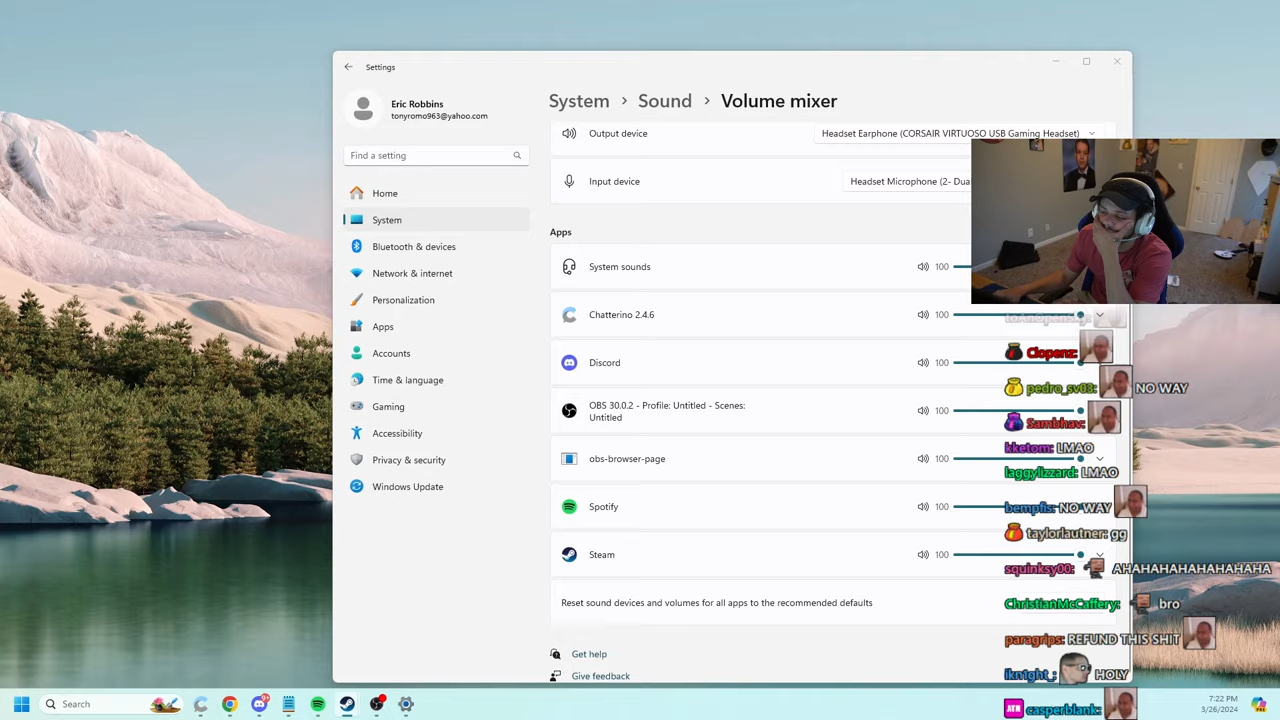 Settings
Eric Robbins
tonyromo963@yahoo.com
Find a setting
Home
System
Bluetooth & devices
Network & internet
Personalization
Apps
Accounts
Time & language
Gaming
Accessibility
Privacy & security
Windows Update
System > Sound > Volume mixer
Output device
Headset Earphone (CORSAIR VIRTUOSO USB Gaming Headset)
Input device
Headset Microphone (2- Dua
Apps
System sounds
100
Chatterino 2.4.6
100
Discord
100
OBS 30.0.2 - Profile: Untitled - Scenes:
Untitled
100
obs-browser-page
100
Spotify
100
Steam
100
Reset sound devices and volumes for all apps to the recommended defaults
Get help
Give feedback
Clopenz:
pedro_sv03: NO WAY
Sambhav:
kketom: LMAO
laggylizzard: LMAO
bempfis: NO WAY
taylorlautner: gg
squinksy00: AHAHAHAHAHAHAHAHA
ChristianMcCaffery: bro
paragrips: REFUND THIS SHIT
ikn1ght_: HOLY
casperblank:
Search
7:22 PM
3/26/2024